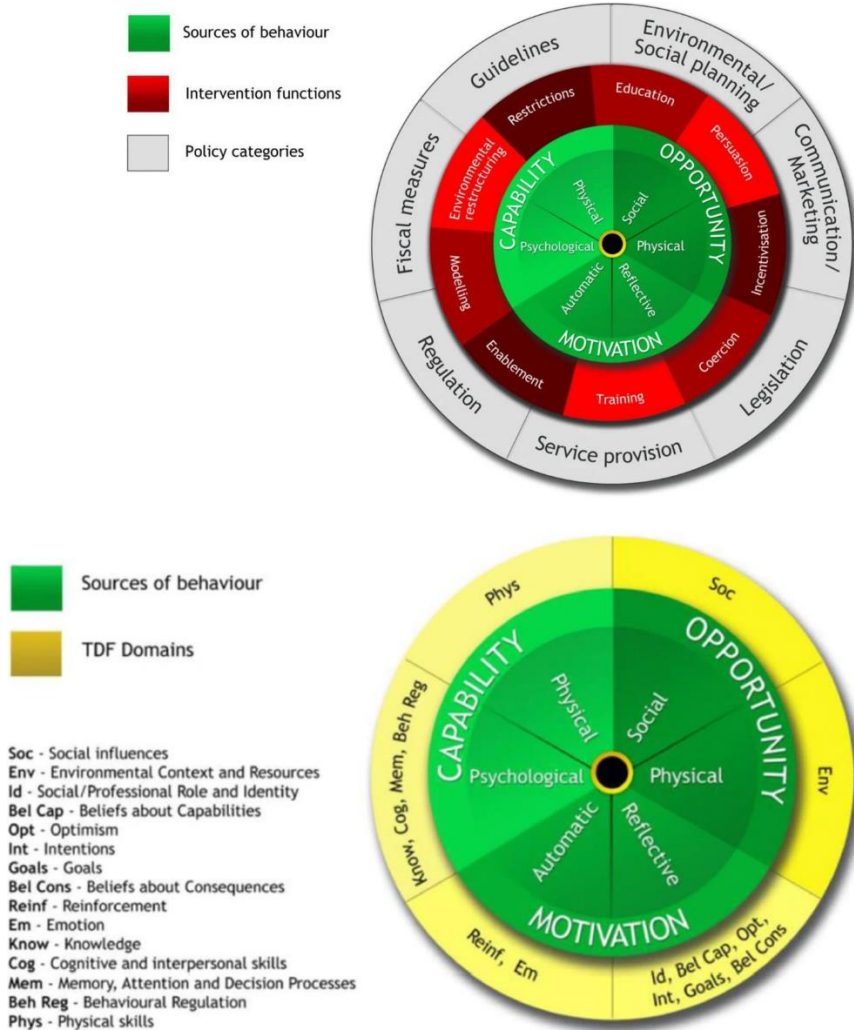 Sources of behaviour
Intervention functions
Policy categories
Guidelines
Environmental/
Social planning
Communication/
Marketing
Legislation
Service provision
Regulation
Fiscal measures
Restrictions
Education
Persuasion
Incentivisation
Coercion
Training
Enablement
Modelling
Environmental
restructuring
CAPABILITY
OPPORTUNITY
MOTIVATION
Physical
Social
Psychological
Physical
Automatic
Reflective
Sources of behaviour
TDF Domains
Soc - Social influences
Env - Environmental Context and Resources
Id - Social/Professional Role and Identity
Bel Cap - Beliefs about Capabilities
Opt - Optimism
Int - Intentions
Goals - Goals
Bel Cons - Beliefs about Consequences
Reinf - Reinforcement
Em - Emotion
Know - Knowledge
Cog - Cognitive and interpersonal skills
Mem - Memory, Attention and Decision Processes
Beh Reg - Behavioural Regulation
Phys - Physical skills
Phys
Soc
Env
Id, Bel Cap, Opt,
Int, Goals, Bel Cons
Reinf, Em
Know, Cog, Mem, Beh Reg
CAPABILITY
OPPORTUNITY
MOTIVATION
Physical
Social
Psychological
Physical
Automatic
Reflective